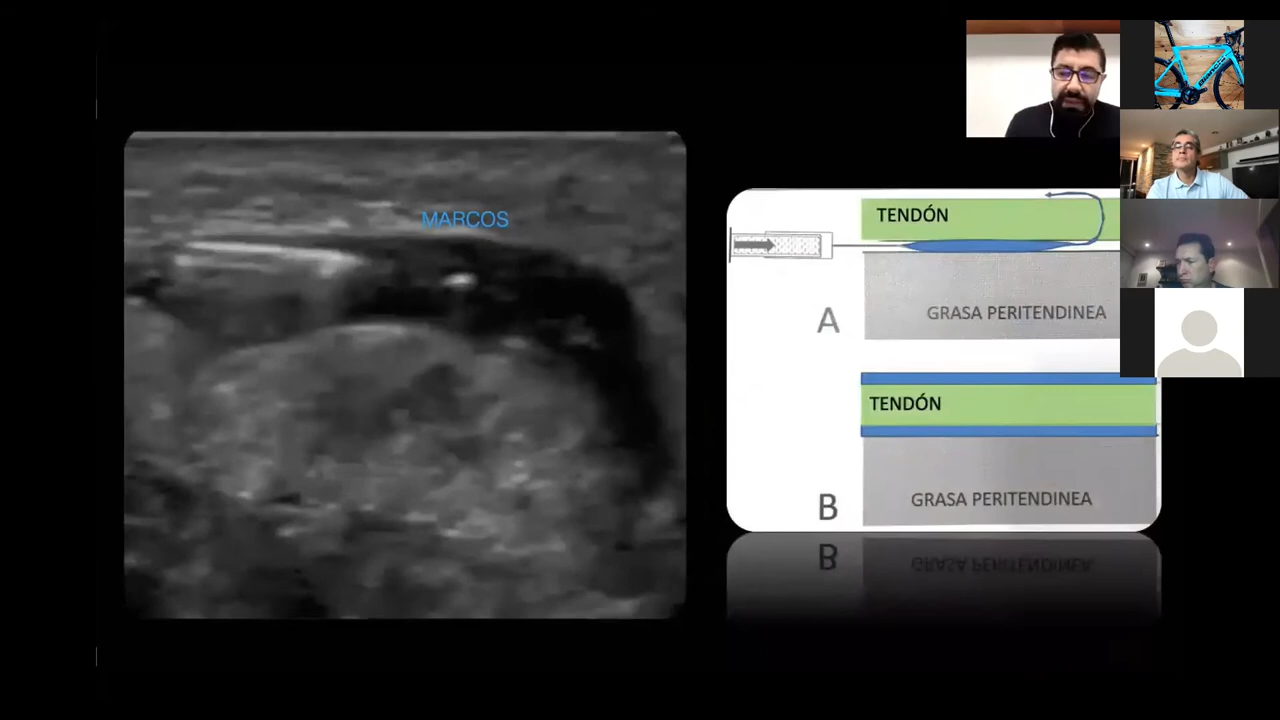 MARCOS
TENDÓN
A
GRASA PERITENDINEA
TENDÓN
B
GRASA PERITENDINEA